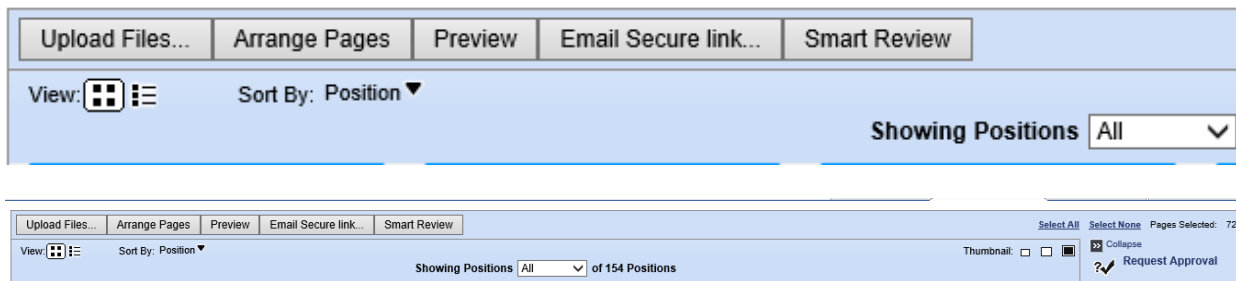 Upload Files... Arrange Pages Preview Email Secure link... Smart Review
View: Sort By: Position
Showing Positions All
Upload Files... Arrange Pages Preview Email Secure link... Smart Review Select All Select None Pages Selected: 72
View: Sort By: Position Thumbnail: Collapse
Showing Positions All of 154 Positions Request Approval